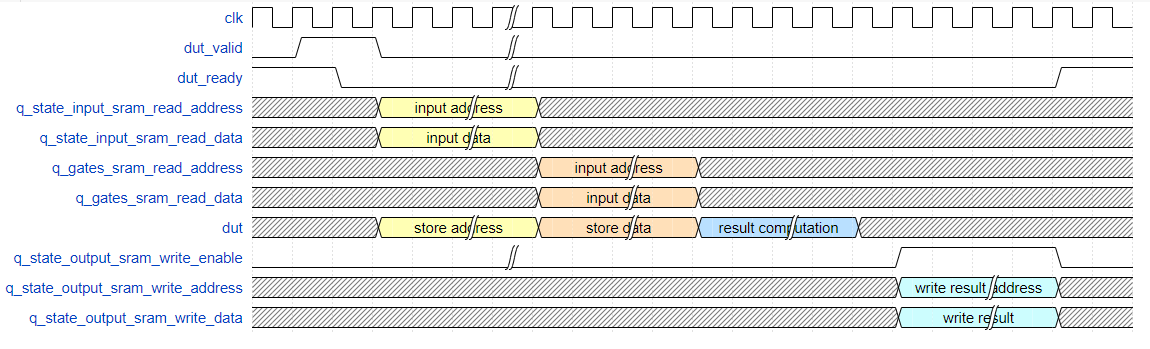 clk
dut_valid
dut_ready
q_state_input_sram_read_address input address
q_state_input_sram_read_data input data
q_gates_sram_read_address input address
q_gates_sram_read_data input data
dut store address store data result computation
q_state_output_sram_write_enable
q_state_output_sram_write_address write result address
q_state_output_sram_write_data write result